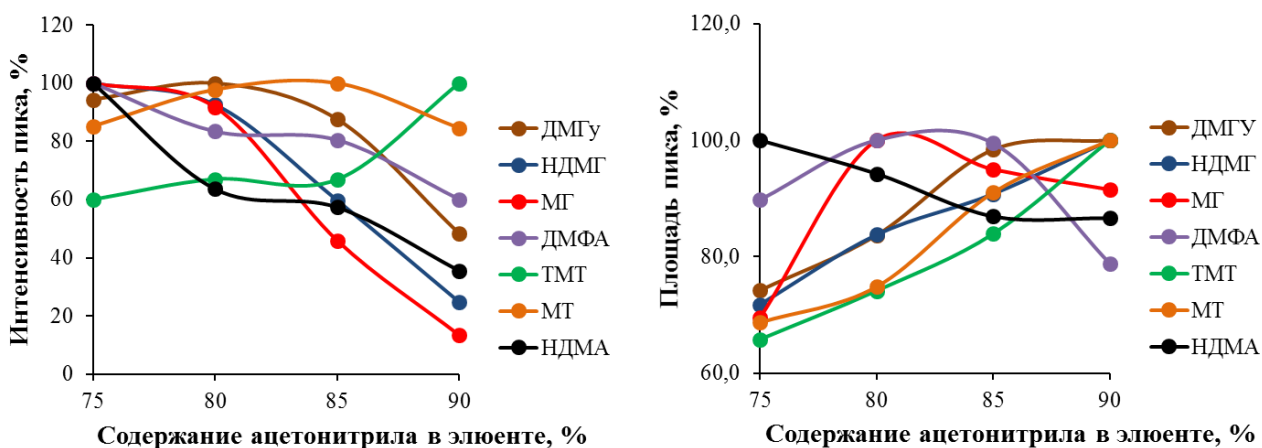 Интенсивность пика, %
120
100
80
60
40
20
0
75
80
85
90
Содержание ацетонитрила в элюенте, %
ДМГу
НДМГ
МГ
ДМФА
ТМТ
МТ
НДМА
Площадь пика, %
120,0
100,0
80,0
60,0
75
80
85
90
Содержание ацетонитрила в элюенте, %
ДМГУ
НДМГ
МГ
ДМФА
ТМТ
МТ
НДМА